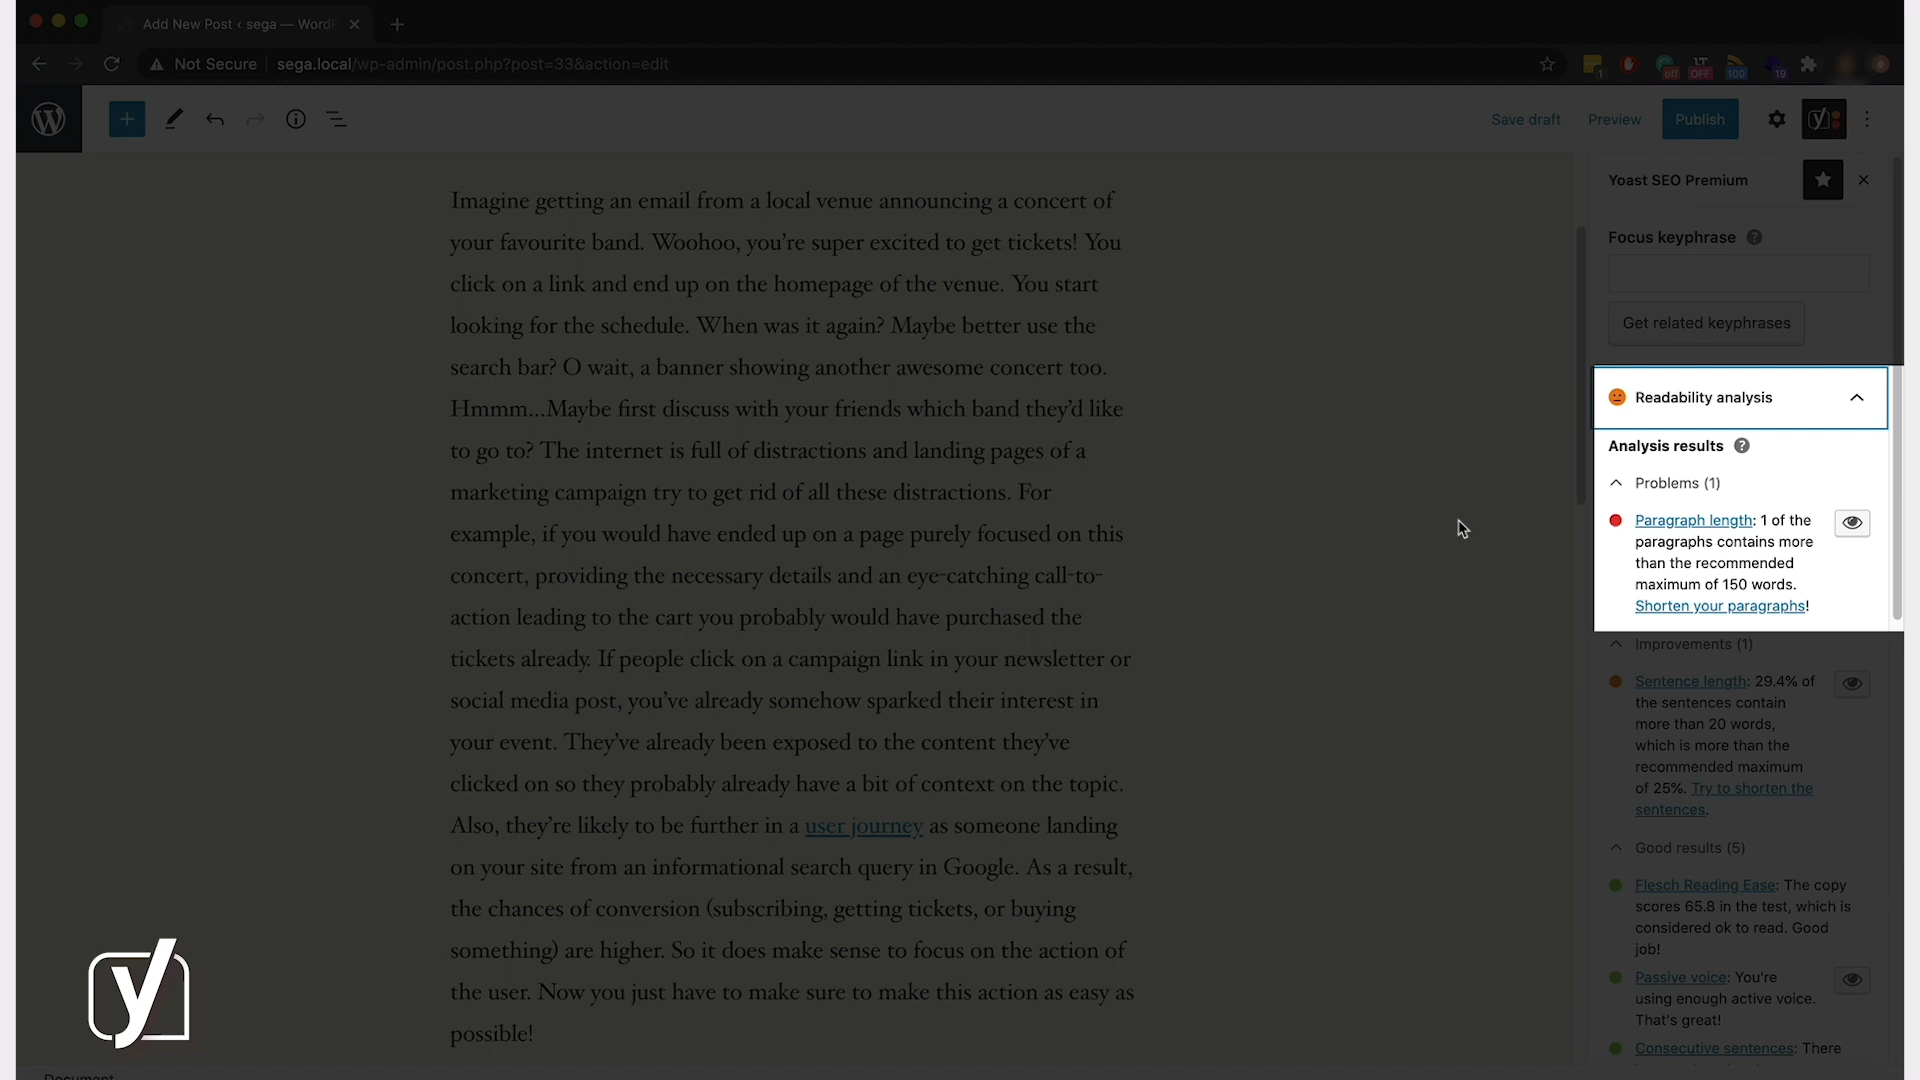 Add New Post ‹ sega — WordP
Not Secure
sega.local/wp-admin/post.php?post=33&action=edit
1
off
LT
OFF
100
19
Save draft
Preview
Publish
Yoast SEO Premium
Focus keyphrase
Get related keyphrases
Imagine getting an email from a local venue announcing a concert of
your favourite band. Woohoo, you’re super excited to get tickets! You
click on a link and end up on the homepage of the venue. You start
looking for the schedule. When was it again? Maybe better use the
search bar? O wait, a banner showing another awesome concert too.
Hmmm...Maybe first discuss with your friends which band they’d like
to go to? The internet is full of distractions and landing pages of a
marketing campaign try to get rid of all these distractions. For
example, if you would have ended up on a page purely focused on this
concert, providing the necessary details and an eye-catching call-to-
action leading to the cart you probably would have purchased the
tickets already. If people click on a campaign link in your newsletter or
social media post, you’ve already somehow sparked their interest in
your event. They’ve already been exposed to the content they’ve
clicked on so they probably already have a bit of context on the topic.
Also, they’re likely to be further in a user journey as someone landing
on your site from an informational search query in Google. As a result,
the chances of conversion (subscribing, getting tickets, or buying
something) are higher. So it does make sense to focus on the action of
the user. Now you just have to make sure to make this action as easy as
possible!
Readability analysis
Analysis results
Problems (1)
Paragraph length: 1 of the
paragraphs contains more
than the recommended
maximum of 150 words.
Shorten your paragraphs!
Improvements (1)
Sentence length: 29.4% of
the sentences contain
more than 20 words,
which is more than the
recommended maximum
of 25%. Try to shorten the
sentences.
Good results (5)
Flesch Reading Ease: The copy
scores 65.8 in the test, which is
considered ok to read. Good
job!
Passive voice: You're
using enough active voice.
That's great!
Consecutive sentences: There
Document